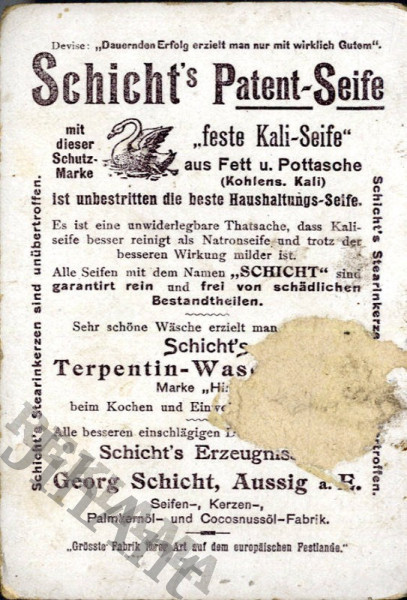 Devise: „Dauernden Erfolg erzielt man nur mit wirklich Gutem“.
Schicht's Patent-Seife
mit
dieser
Schutz-
Marke
„feste Kali-Seife“
aus Fett u. Pottasche
(Kohlens. Kali)
ist unbestritten die beste Haushaltungs-Seife.
Es ist eine unwiderlegbare Thatsache, dass Kali-
seife besser reinigt als Natronseife und trotz der
besseren Wirkung milder ist.
Alle Seifen mit dem Namen „SCHICHT“ sind
garantirt rein und frei von schädlichen
Bestandtheilen.
Sehr schöne Wäsche erzielt man
Schicht's
Terpentin-Was
Marke
beim Kochen und
Alle besseren einschlägigen
Schicht's
Georg Schicht, Aussig a. E.
Seifen-, Kerzen-,
Palmkernöl- und Cocosnussöl-Fabrik.
„Grösste Fabrik ihrer Art auf dem europäischen Festlande.“
Schicht's Stearinkerzen sind unübertroffen.
Schicht's Stearinkerze